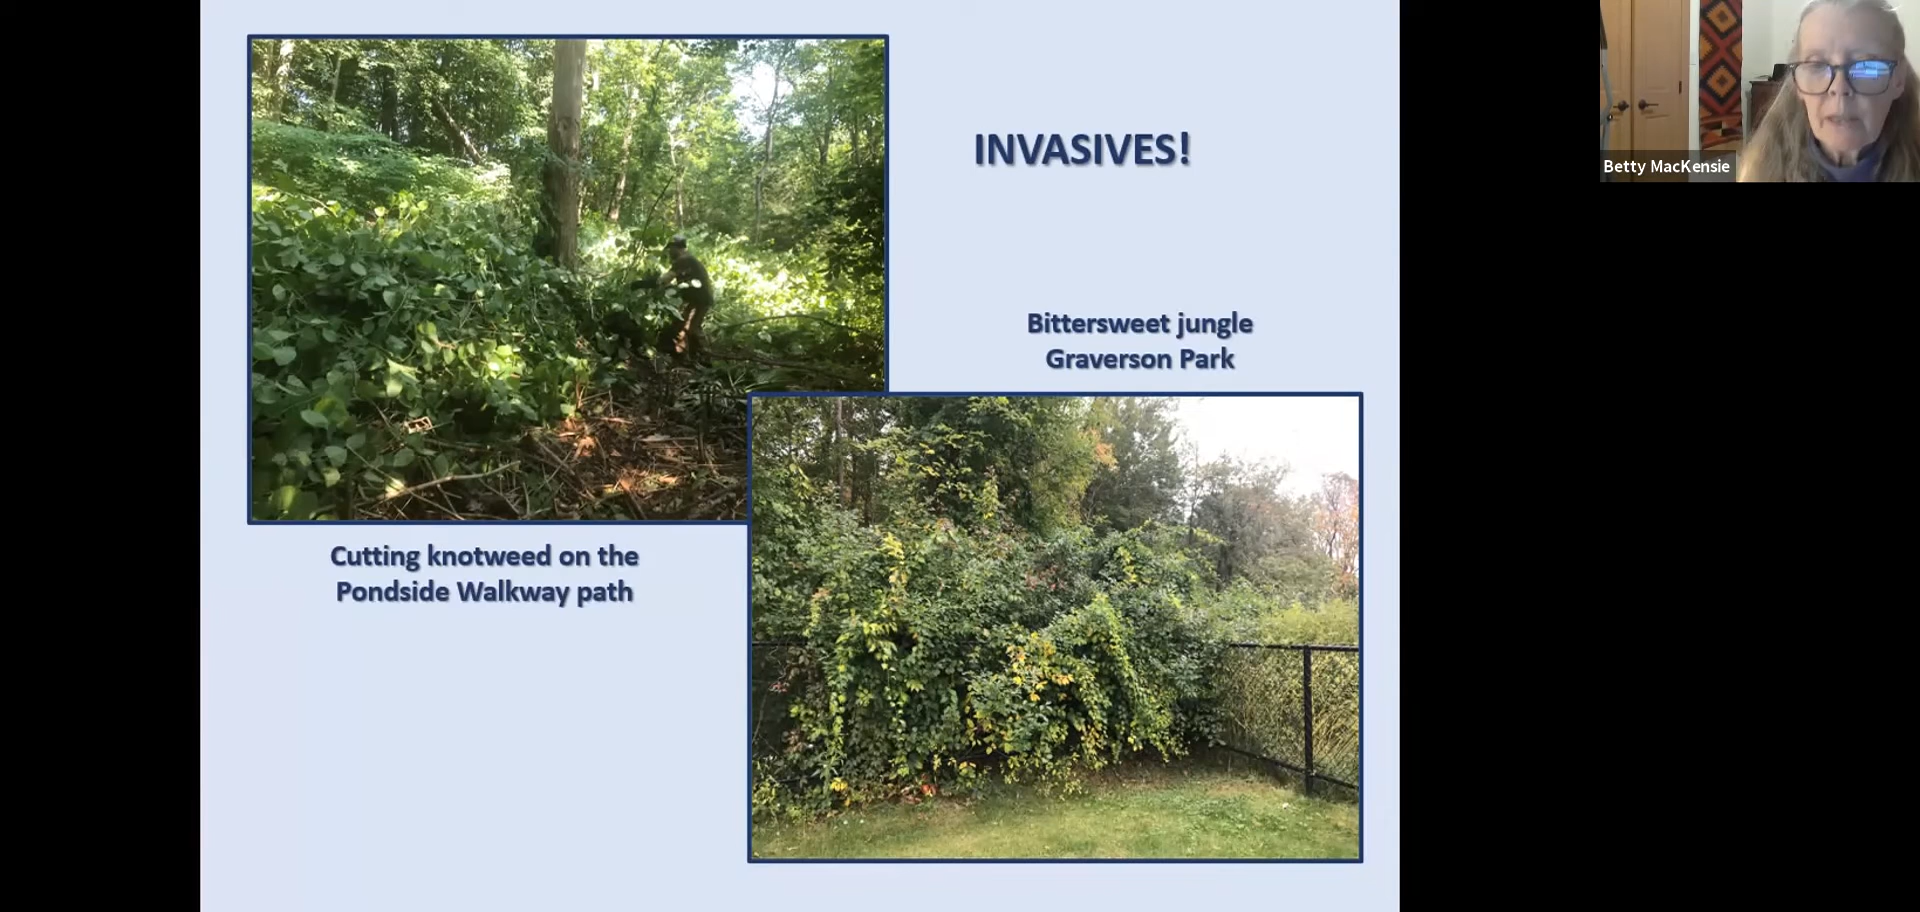 INVASIVES!
Bittersweet jungle
Graverson Park
Cutting knotweed on the
Pondside Walkway path
Betty MacKensie